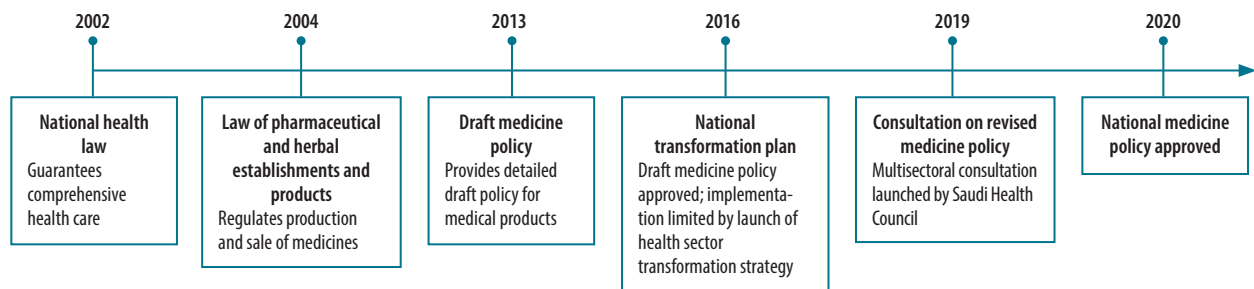 2002
2004
2013
2016
2019
2020
National health
law
Guarantees
comprehensive
health care
Law of pharmaceutical
and herbal
establishments and
products
Regulates production
and sale of medicines
Draft medicine
policy
Provides detailed
draft policy for
medical products
National
transformation plan
Draft medicine policy
approved; implementa-
tion limited by launch of
health sector
transformation strategy
Consultation on revised
medicine policy
Multisectoral consultation
launched by Saudi Health
Council
National medicine
policy approved